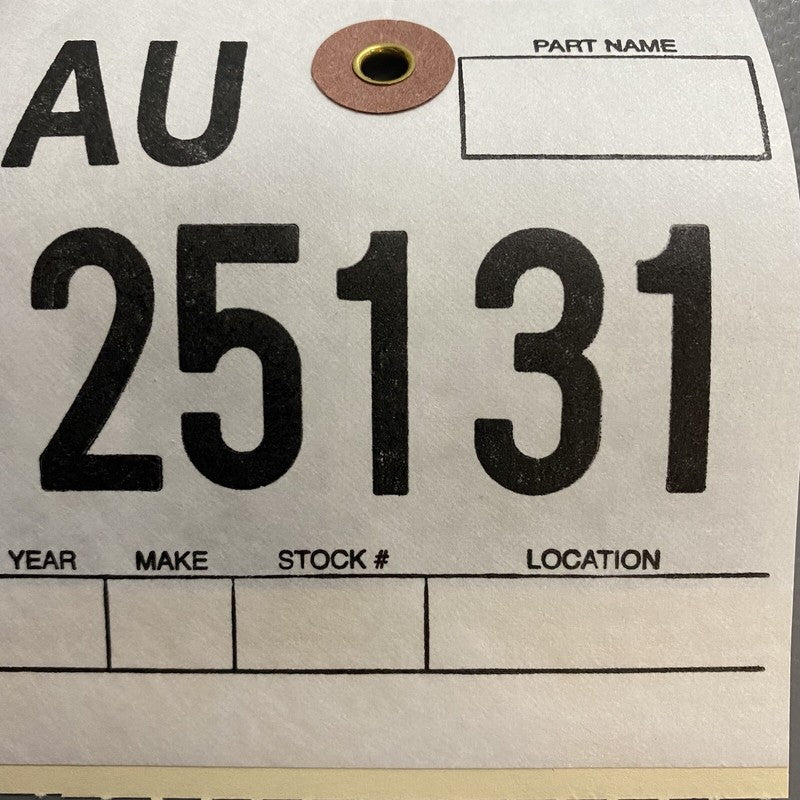 AU
PART NAME
25131
YEAR MAKE STOCK # LOCATION